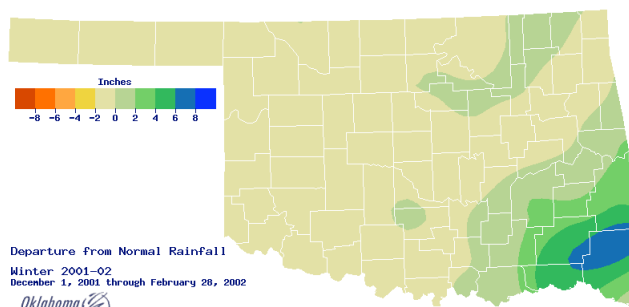 Inches
-8 -6 -4 -2 0 2 4 6 8
Departure from Normal Rainfall
Winter 2001-02
December 1, 2001 through February 28, 2002
Oklahoma